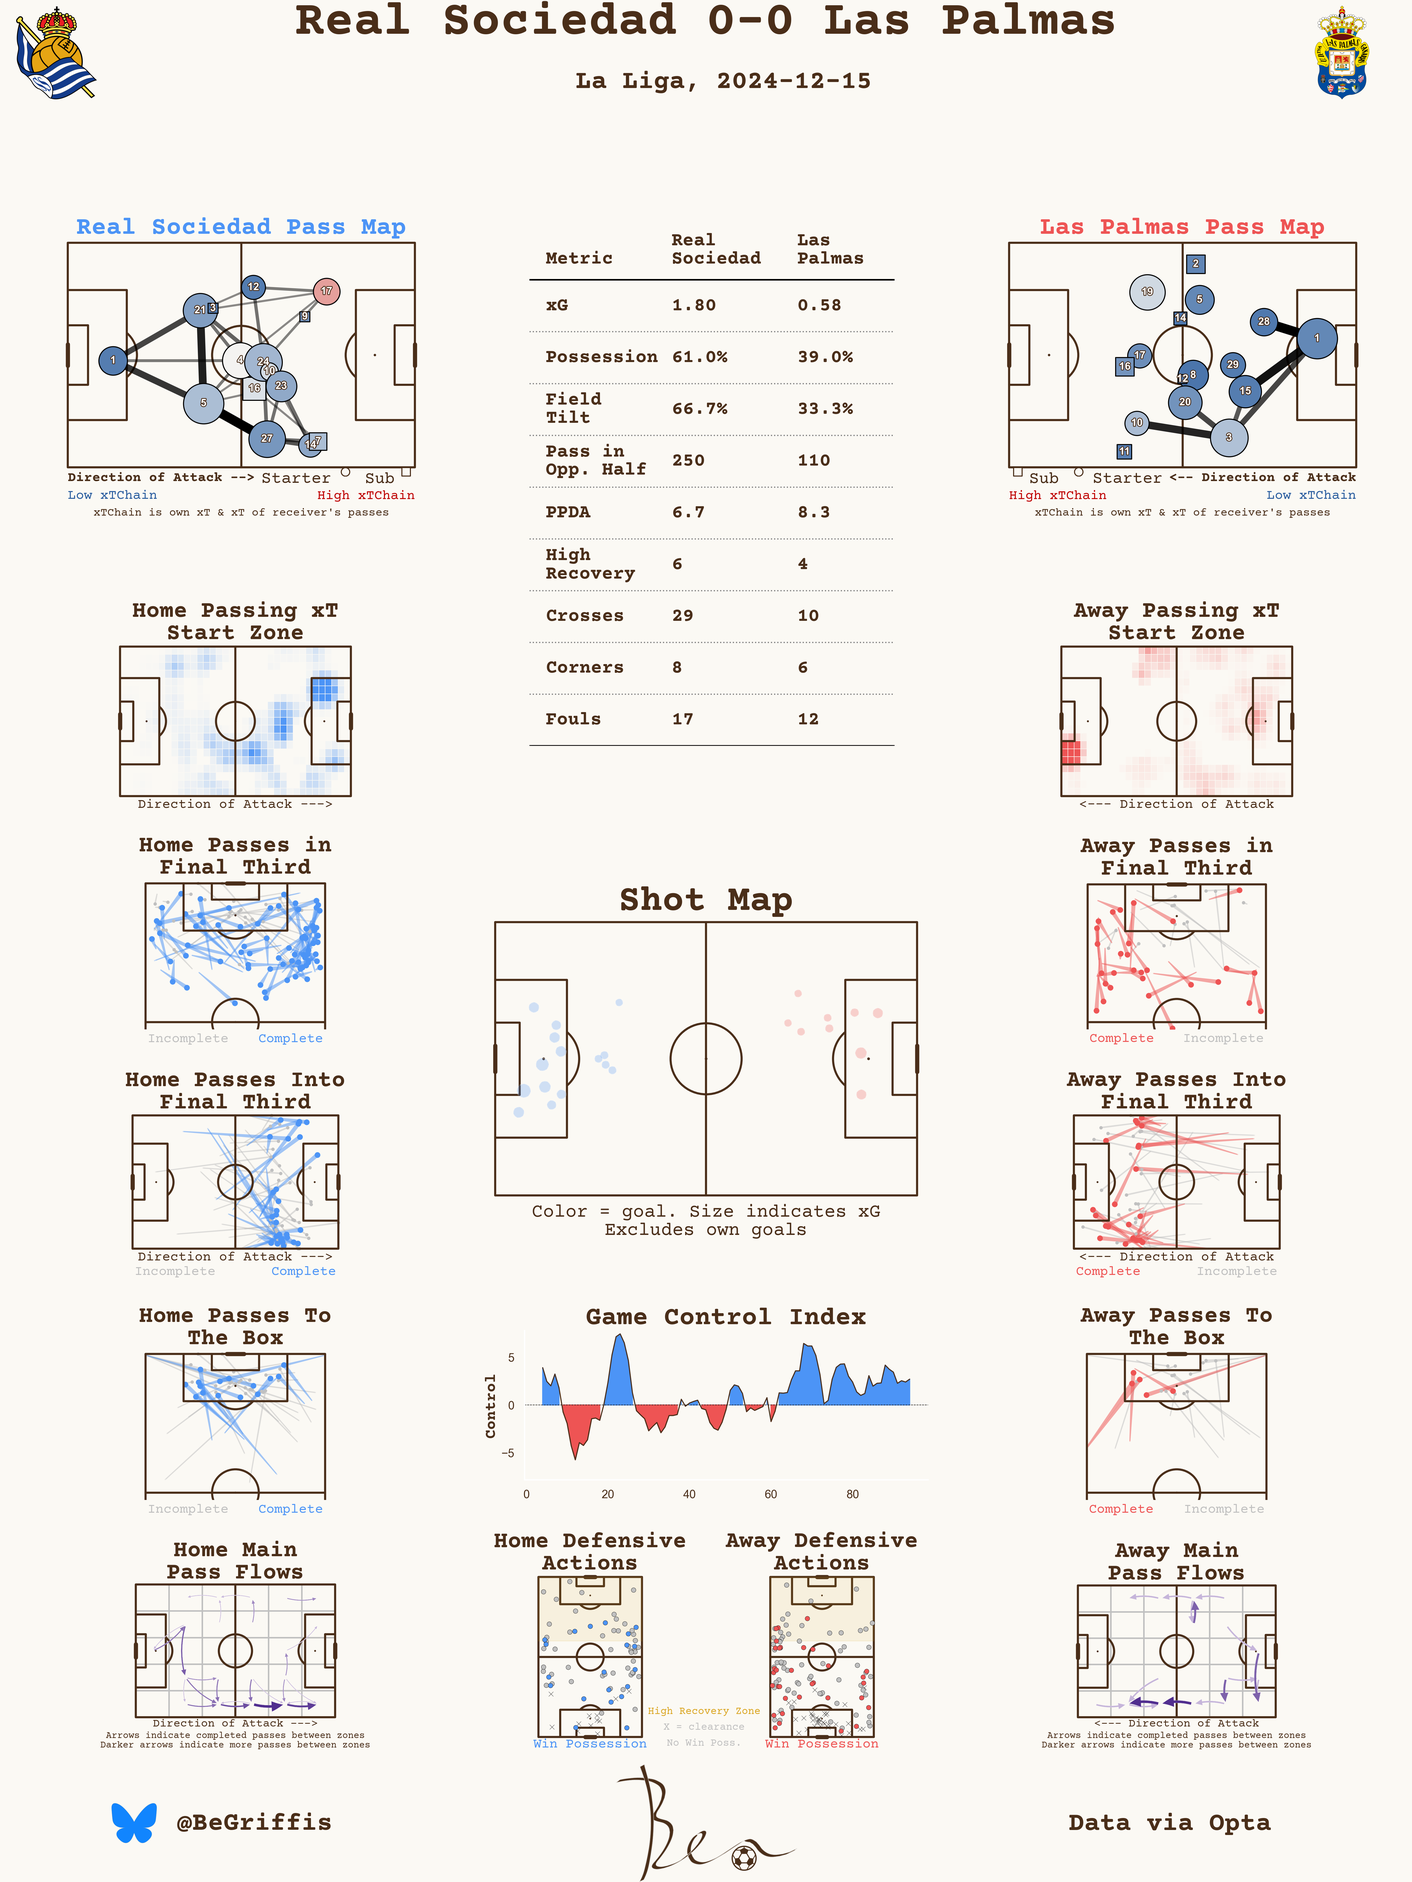 Real Sociedad 0-0 Las Palmas
La Liga, 2024-12-15
LAS PALMAS
Real Sociedad Pass Map
12
17
21
3
9
1
4
24
10
16
23
5
27
14
7
Direction of Attack --> Starter Sub
Low xTChain High xTChain
xTChain is own xT & xT of receiver's passes
Metric Real Sociedad Las Palmas
xG 1.80 0.58
Possession 61.0% 39.0%
Field Tilt 66.7% 33.3%
Pass in Opp. Half 250 110
PPDA 6.7 8.3
High Recovery 6 4
Crosses 29 10
Corners 8 6
Fouls 17 12
Las Palmas Pass Map
2
19
5
14
28
1
17
16
29
8
12
15
20
10
3
11
Sub Starter <-- Direction of Attack
High xTChain Low xTChain
xTChain is own xT & xT of receiver's passes
Home Passing xT
Start Zone
Direction of Attack --->
Away Passing xT
Start Zone
<--- Direction of Attack
Home Passes in
Final Third
Incomplete Complete
Away Passes in
Final Third
Complete Incomplete
Shot Map
Color = goal. Size indicates xG
Excludes own goals
Home Passes Into
Final Third
Direction of Attack --->
Incomplete Complete
Away Passes Into
Final Third
<--- Direction of Attack
Complete Incomplete
Home Passes To
The Box
Incomplete Complete
Game Control Index
Control
5
0
−5
0 20 40 60 80
Away Passes To
The Box
Complete Incomplete
Home Main
Pass Flows
Direction of Attack --->
Arrows indicate completed passes between zones
Darker arrows indicate more passes between zones
Home Defensive
Actions
Win Possession
Away Defensive
Actions
Win Possession
High Recovery Zone
X = clearance
No Win Poss.
Away Main
Pass Flows
<--- Direction of Attack
Arrows indicate completed passes between zones
Darker arrows indicate more passes between zones
@BeGriffis
Ben
Data via Opta